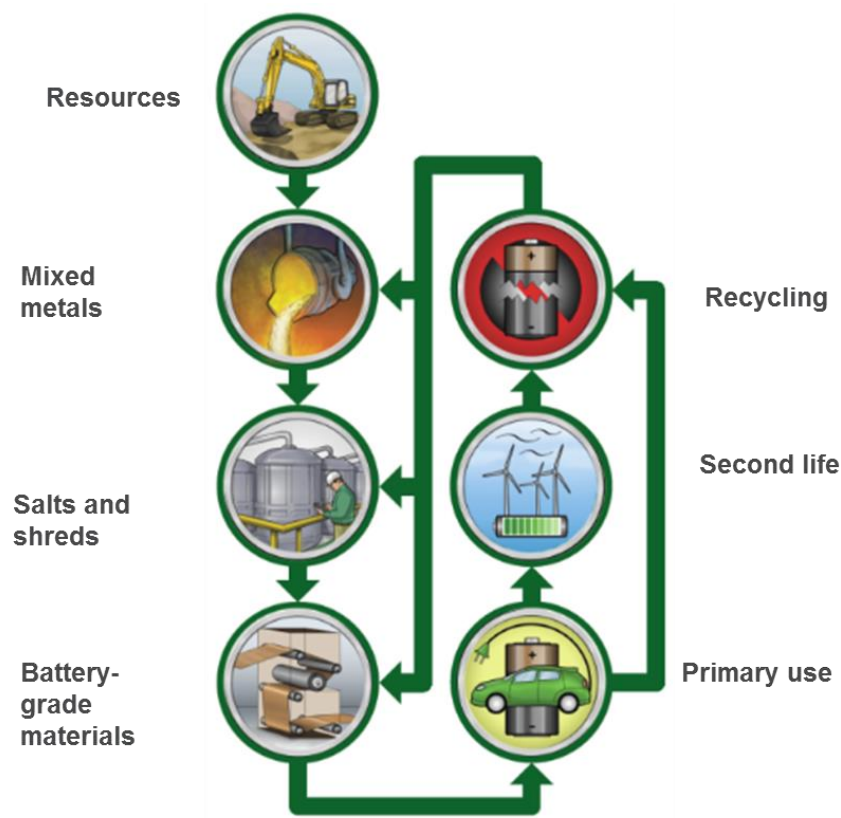 Resources
Mixed
metals
Recycling
Second life
Salts and
shreds
Battery-
grade
materials
Primary use